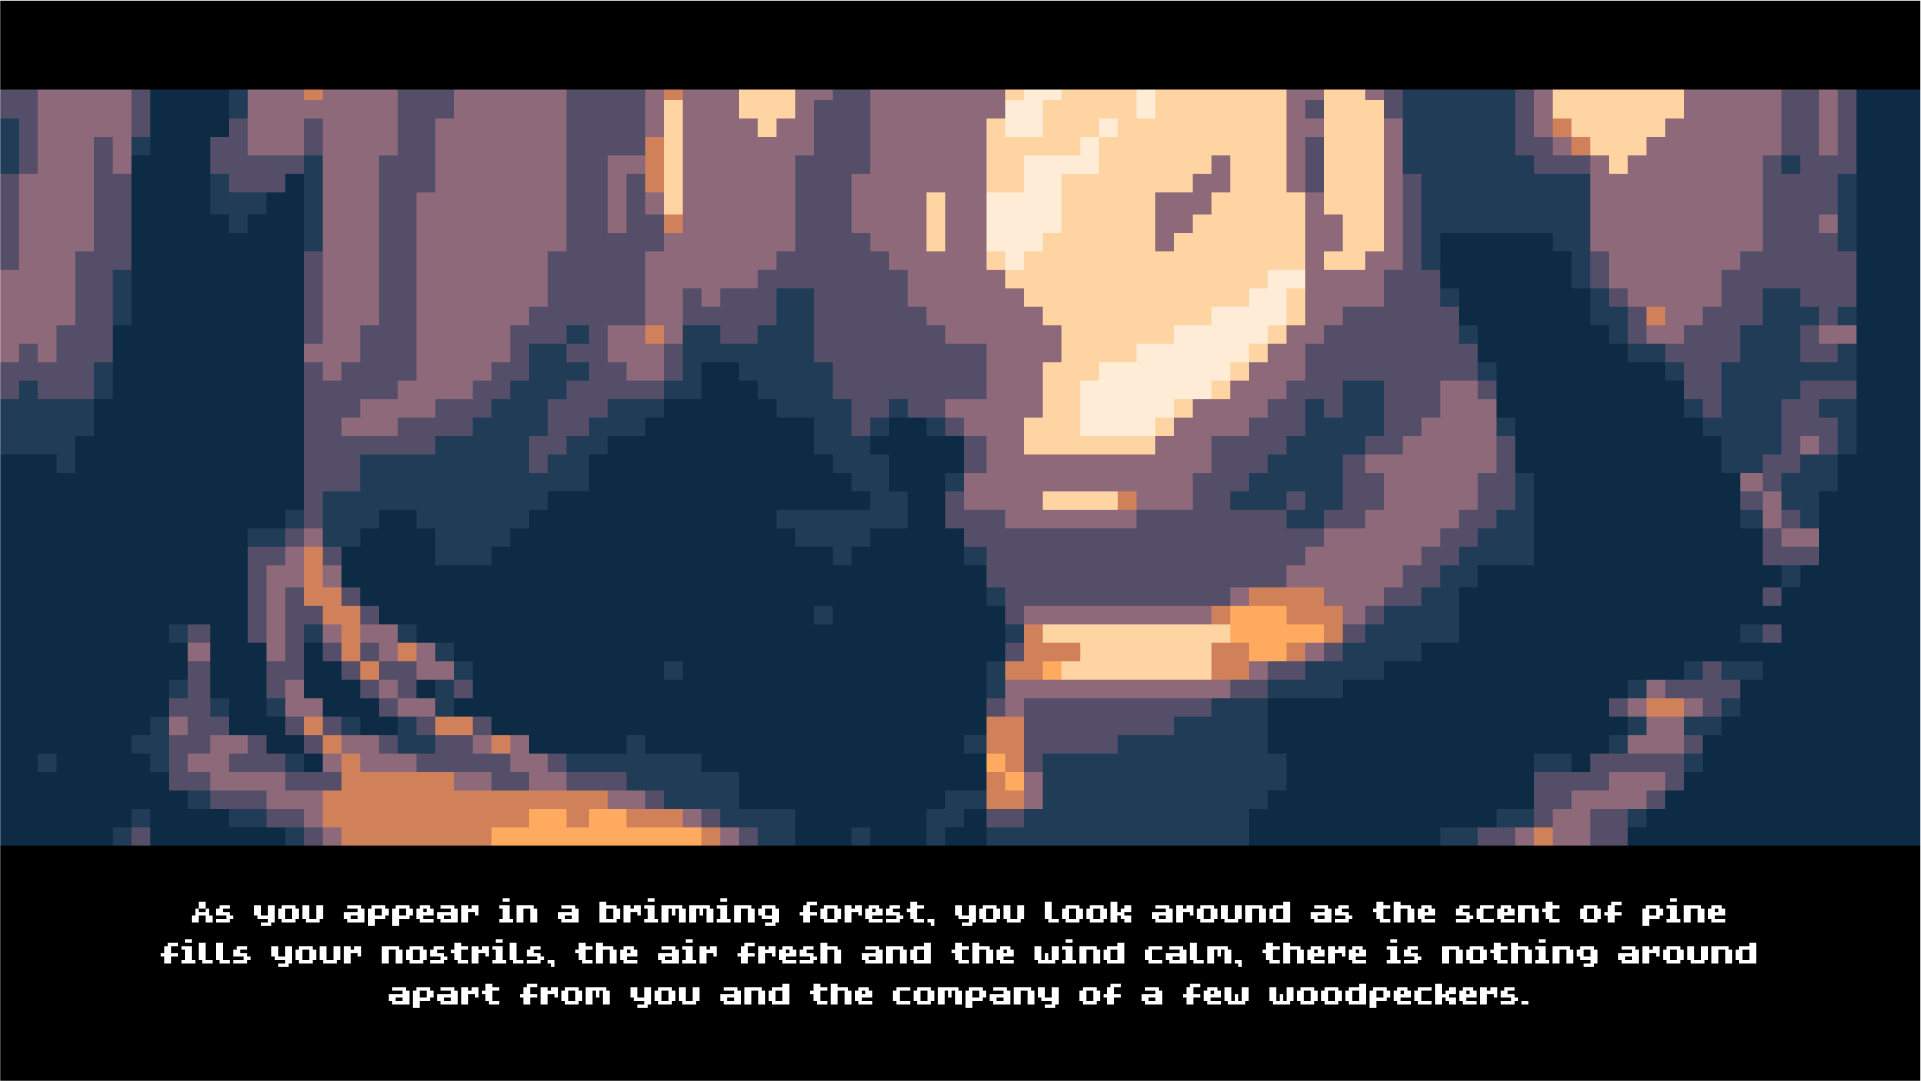 As you appear in a brimming forest, you look around as the scent of pine
fills your nostrils, the air fresh and the wind calm, there is nothing around
apart from you and the company of a few woodpeckers.